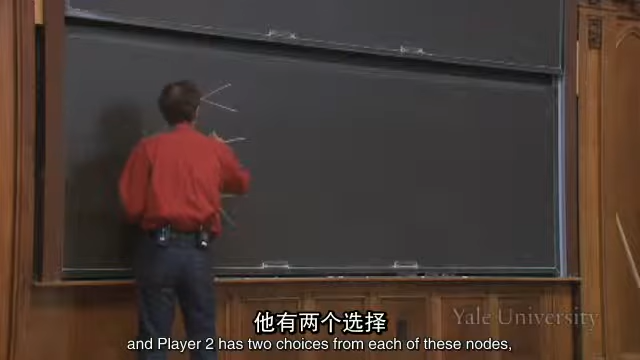 他有两个选择
Yale University
and Player 2 has two choices from each of these nodes,